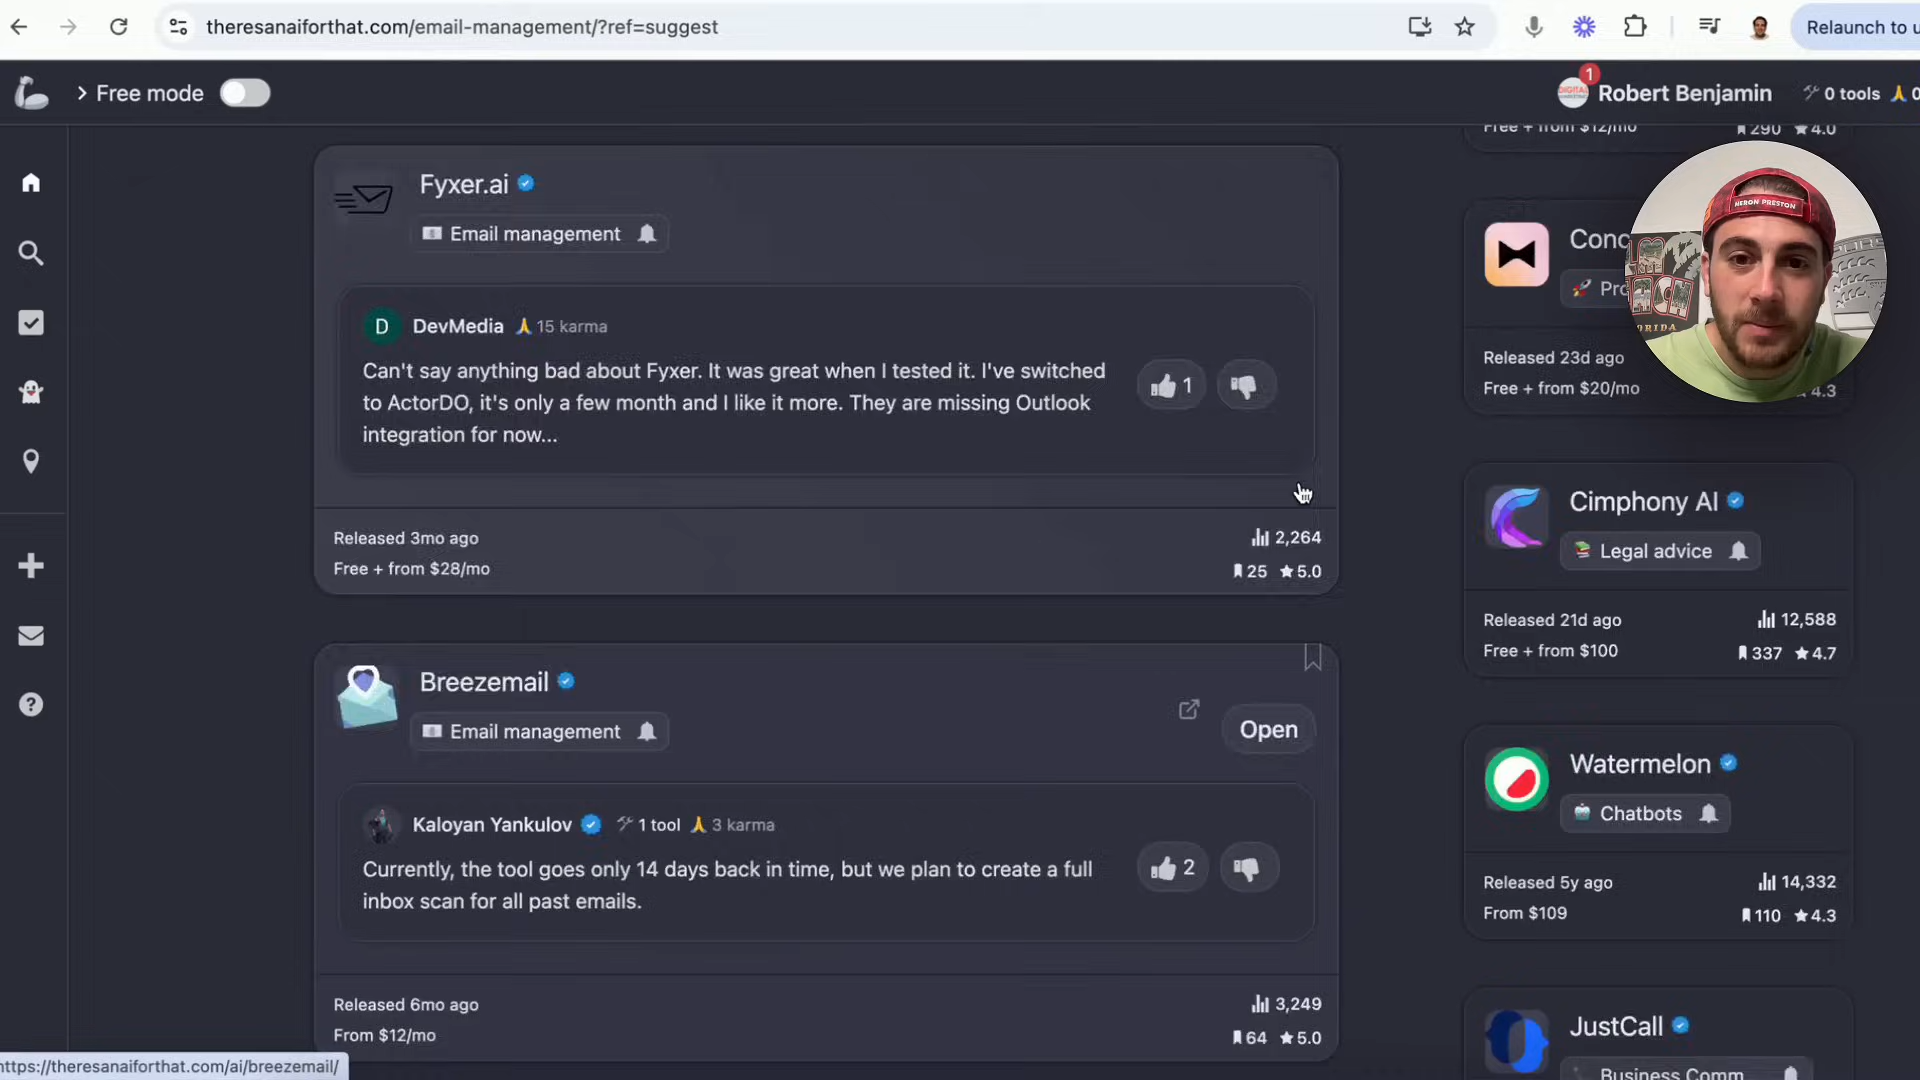 theresanaiforthat.com/email-management/?ref=suggest
Relaunch to u
Free mode
1
Robert Benjamin
0 tools
Free + from $12/mo
290 4.0
Fyxer.ai
Email management
D DevMedia 15 karma
Can't say anything bad about Fyxer. It was great when I tested it. I've switched
to ActorDO, it's only a few month and I like it more. They are missing Outlook
integration for now...
1
Released 3mo ago
2,264
Free + from $28/mo
25 5.0
Breezemail
Email management
Open
Kaloyan Yankulov 1 tool 3 karma
Currently, the tool goes only 14 days back in time, but we plan to create a full
inbox scan for all past emails.
2
Released 6mo ago
3,249
From $12/mo
64 5.0
HERON PRESTON
Released 23d ago
Free + from $20/mo
4.3
Cimphony AI
Legal advice
Released 21d ago
12,588
Free + from $100
337 4.7
Watermelon
Chatbots
Released 5y ago
14,332
From $109
110 4.3
JustCall
Business Comm
https://theresanaiforthat.com/ai/breezemail/